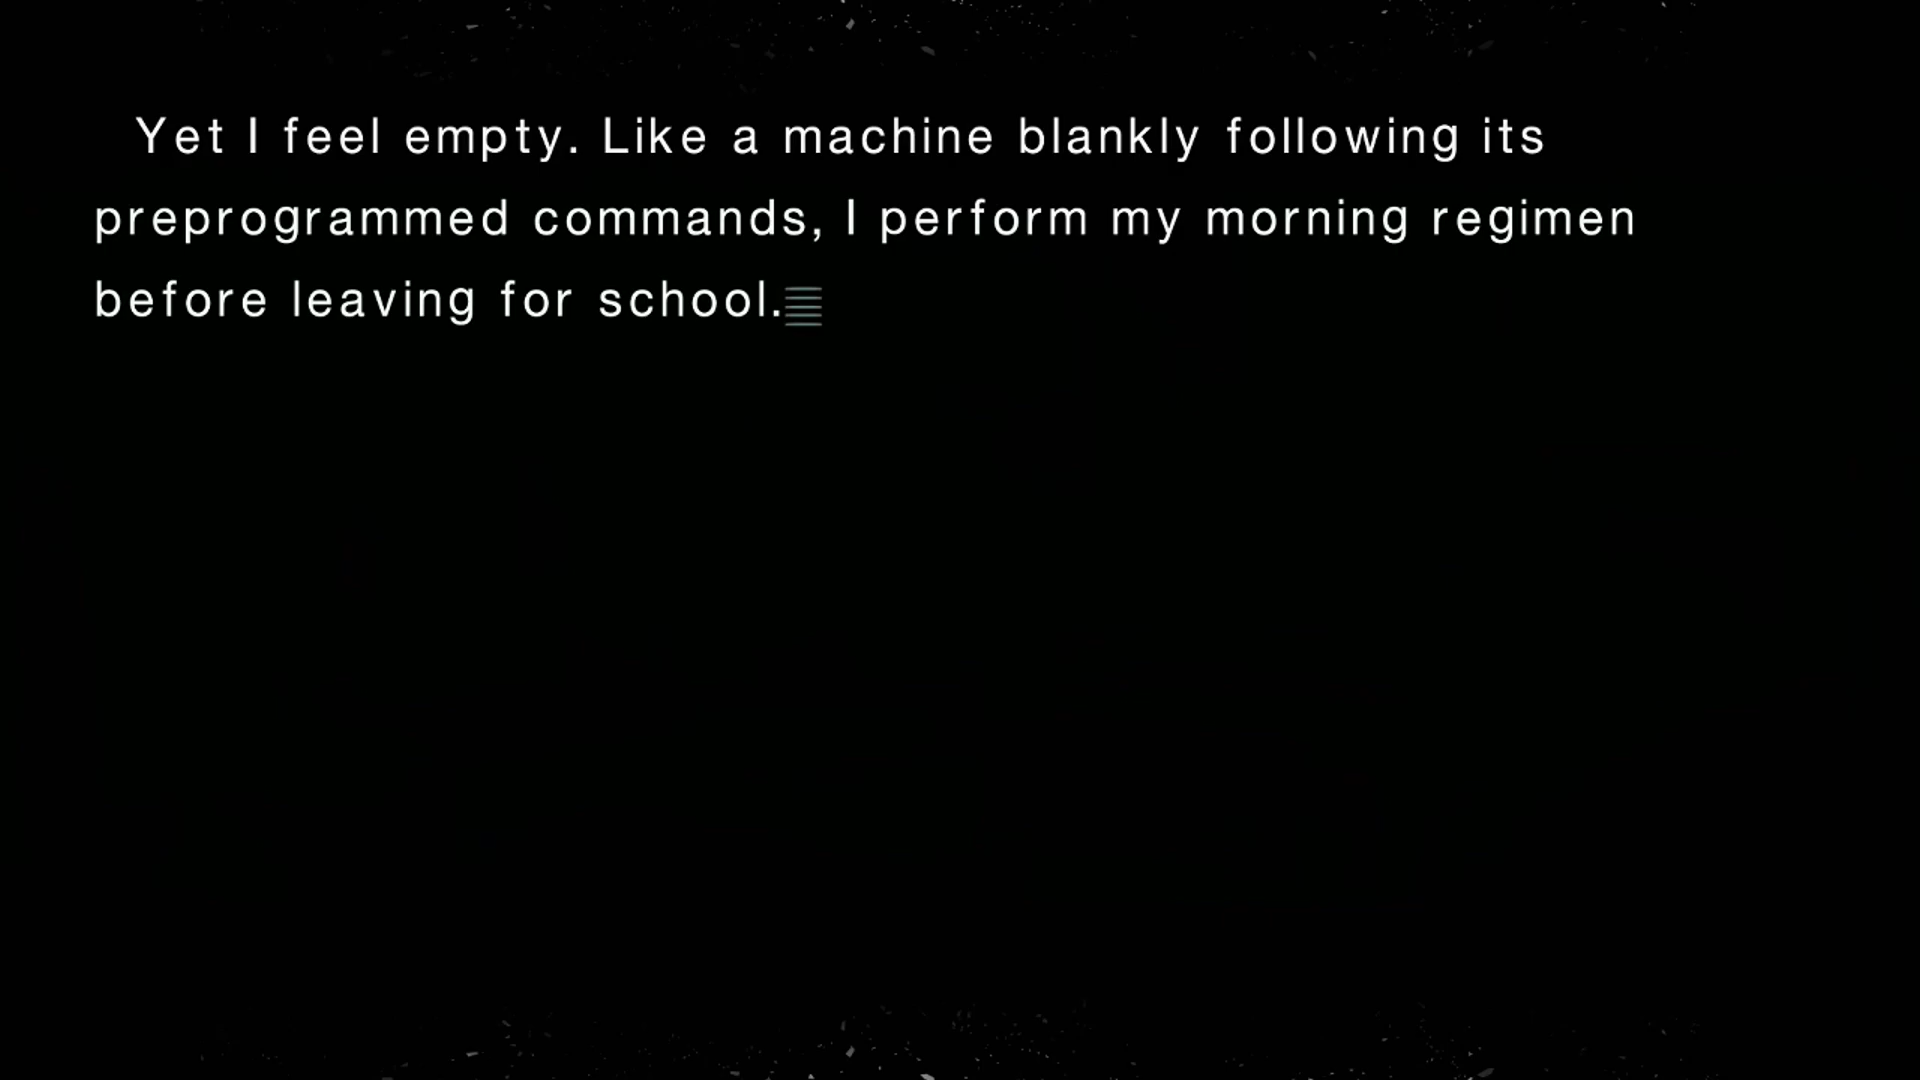 Yet I feel empty. Like a machine blankly following its
preprogrammed commands, I perform my morning regimen
before leaving for school.